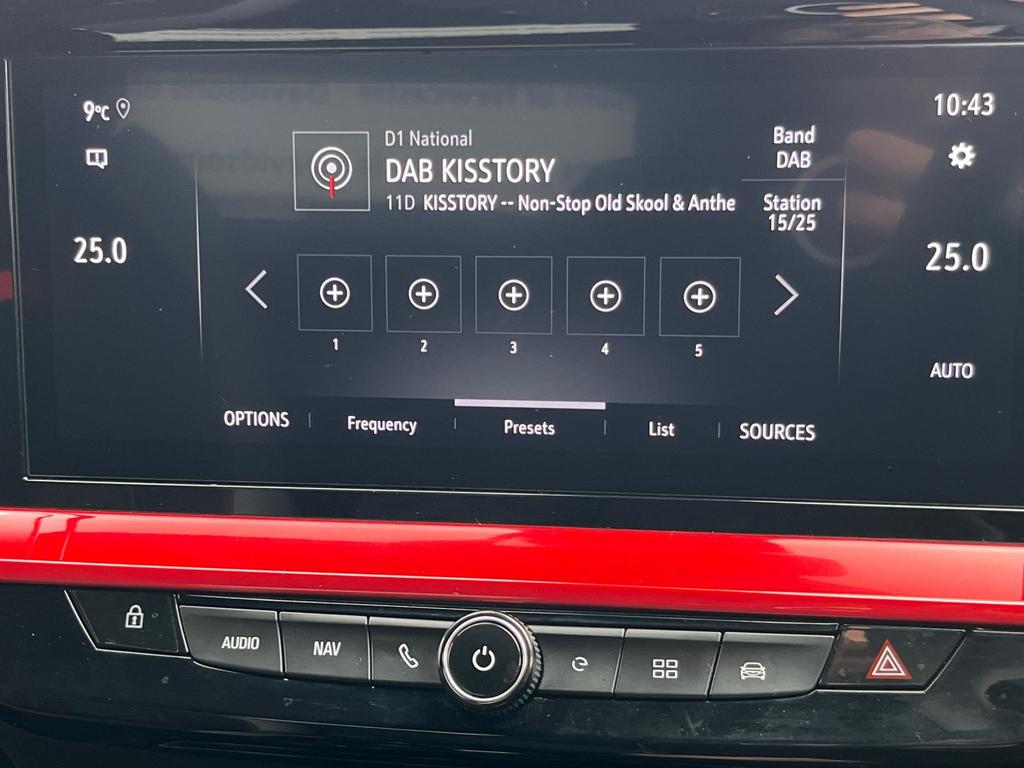 9°C
10:43
D1 National
DAB KISSTORY
11D KISSTORY -- Non-Stop Old Skool & Anthe
Band
DAB
Station
15/25
25.0
25.0
1 2 3 4 5
AUTO
OPTIONS Frequency Presets List SOURCES
AUDIO NAV